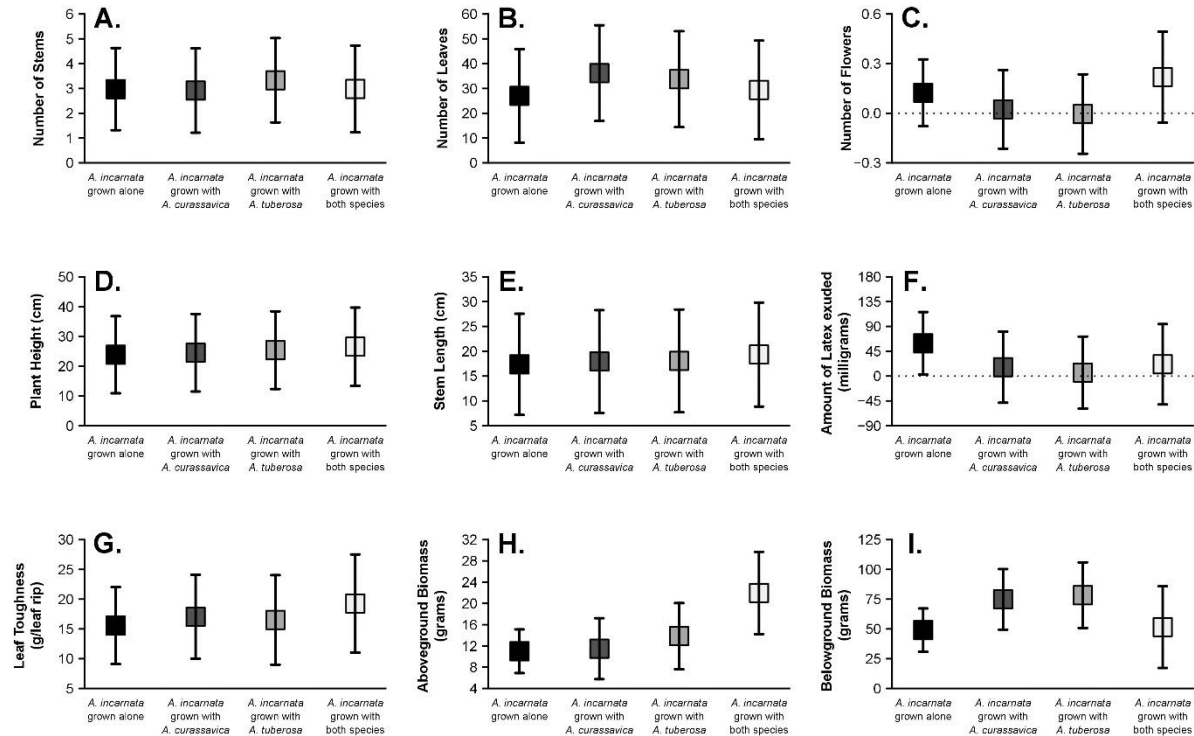 A.
Number of Stems
6
5
4
3
2
1
0
A. incarnata
grown alone
A. incarnata
grown with
A. curassavica
A. incarnata
grown with
A. tuberosa
A. incarnata
grown with
both species
B.
Number of Leaves
60
50
40
30
20
10
0
A. incarnata
grown alone
A. incarnata
grown with
A. curassavica
A. incarnata
grown with
A. tuberosa
A. incarnata
grown with
both species
C.
Number of Flowers
0.6
0.3
0.0
−0.3
A. incarnata
grown alone
A. incarnata
grown with
A. curassavica
A. incarnata
grown with
A. tuberosa
A. incarnata
grown with
both species
D.
Plant Height (cm)
50
40
30
20
10
0
A. incarnata
grown alone
A. incarnata
grown with
A. curassavica
A. incarnata
grown with
A. tuberosa
A. incarnata
grown with
both species
E.
Stem Length (cm)
35
30
25
20
15
10
5
A. incarnata
grown alone
A. incarnata
grown with
A. curassavica
A. incarnata
grown with
A. tuberosa
A. incarnata
grown with
both species
F.
Amount of Latex exuded
(milligrams)
180
135
90
45
0
−45
−90
A. incarnata
grown alone
A. incarnata
grown with
A. curassavica
A. incarnata
grown with
A. tuberosa
A. incarnata
grown with
both species
G.
Leaf Toughness
(g/leaf rip)
30
25
20
15
10
5
A. incarnata
grown alone
A. incarnata
grown with
A. curassavica
A. incarnata
grown with
A. tuberosa
A. incarnata
grown with
both species
H.
Aboveground Biomass
(grams)
32
28
24
20
16
12
8
4
A. incarnata
grown alone
A. incarnata
grown with
A. curassavica
A. incarnata
grown with
A. tuberosa
A. incarnata
grown with
both species
I.
Belowground Biomass
(grams)
125
100
75
50
25
0
A. incarnata
grown alone
A. incarnata
grown with
A. curassavica
A. incarnata
grown with
A. tuberosa
A. incarnata
grown with
both species